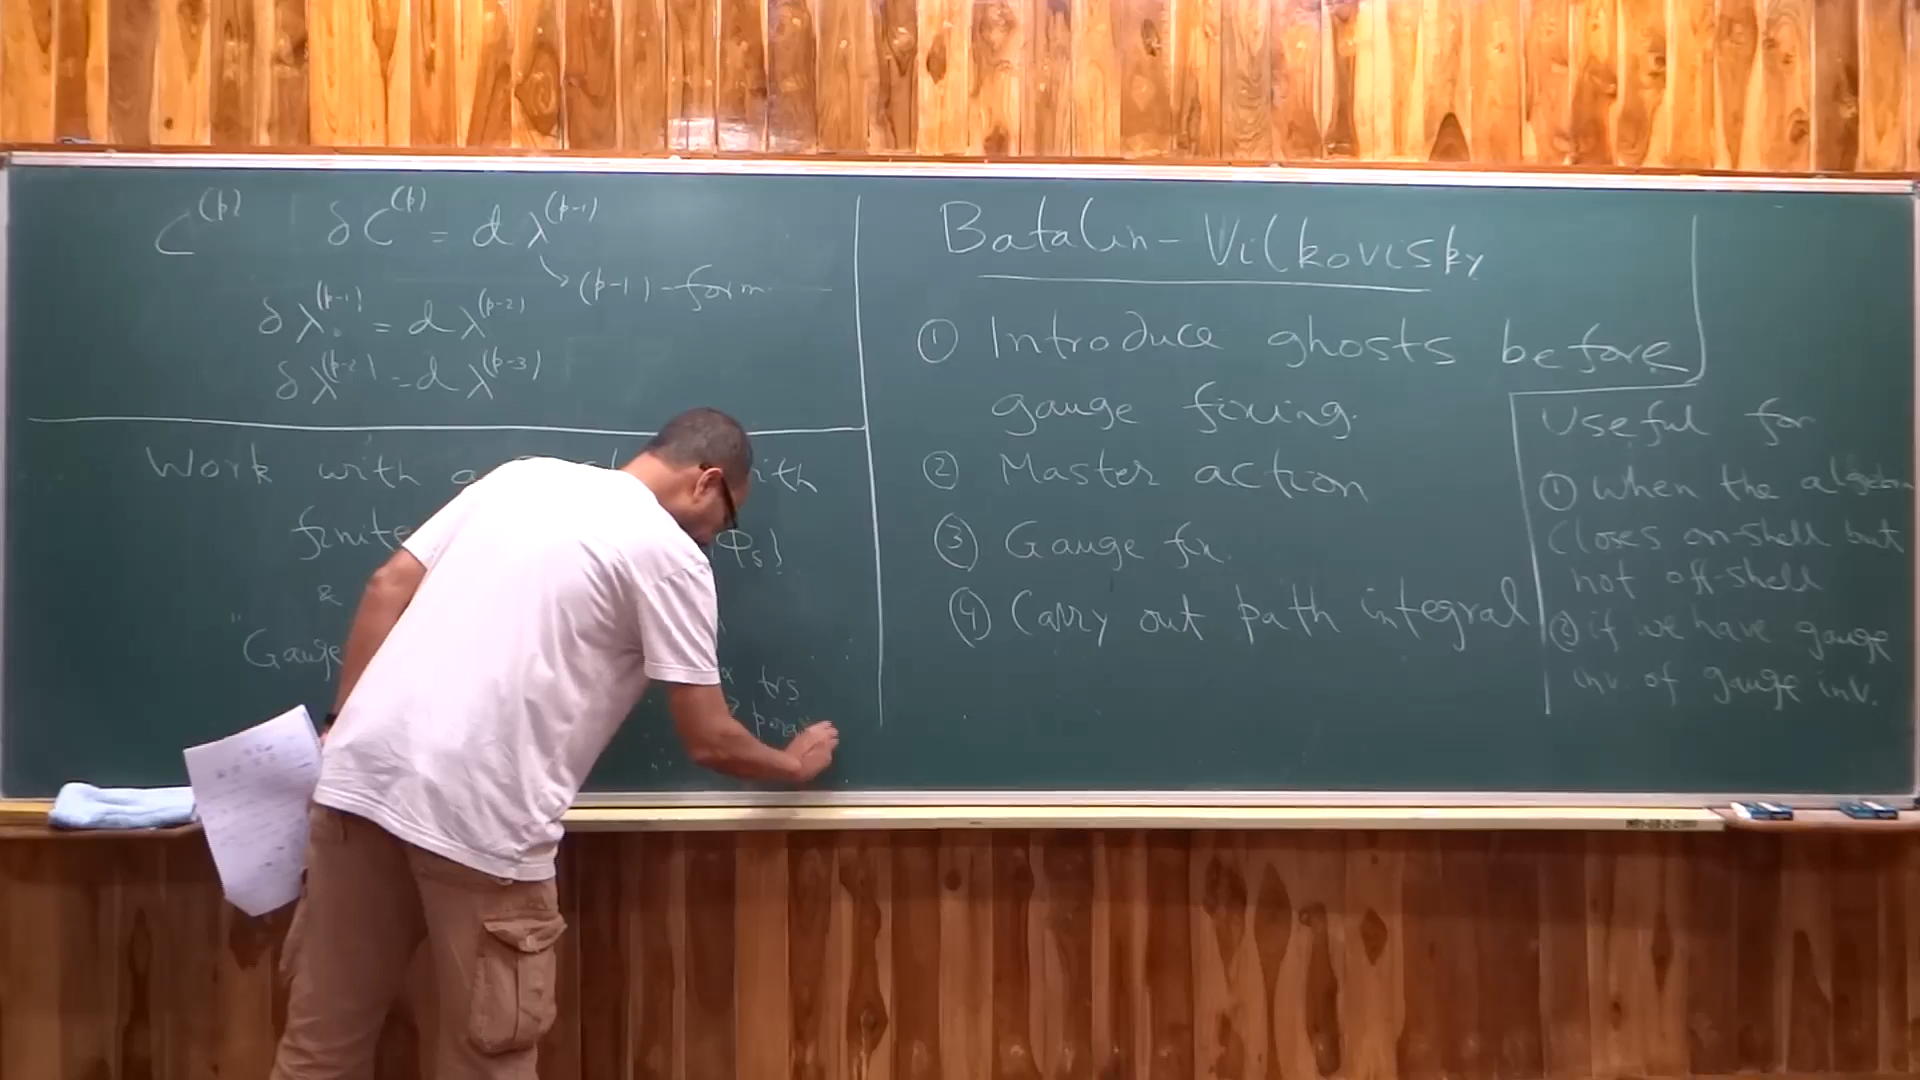 C^{(p)} δC^{(p)} = dλ^{(p-1)}
↘ (p-1)-form
δλ^{(p-1)} = dλ^{(p-2)}
δλ^{(p-2)} = dλ^{(p-3)}
Work with a
finite Φ_s}
&
"Gauge
trs
Batalin-Vilkovisky
① Introduce ghosts before
gauge fixing.
② Master action
③ Gauge fix.
④ Carry out path integral
Useful for
① When the algebra
closes on-shell but
not off-shell
② if we have gauge
inv. of gauge inv.